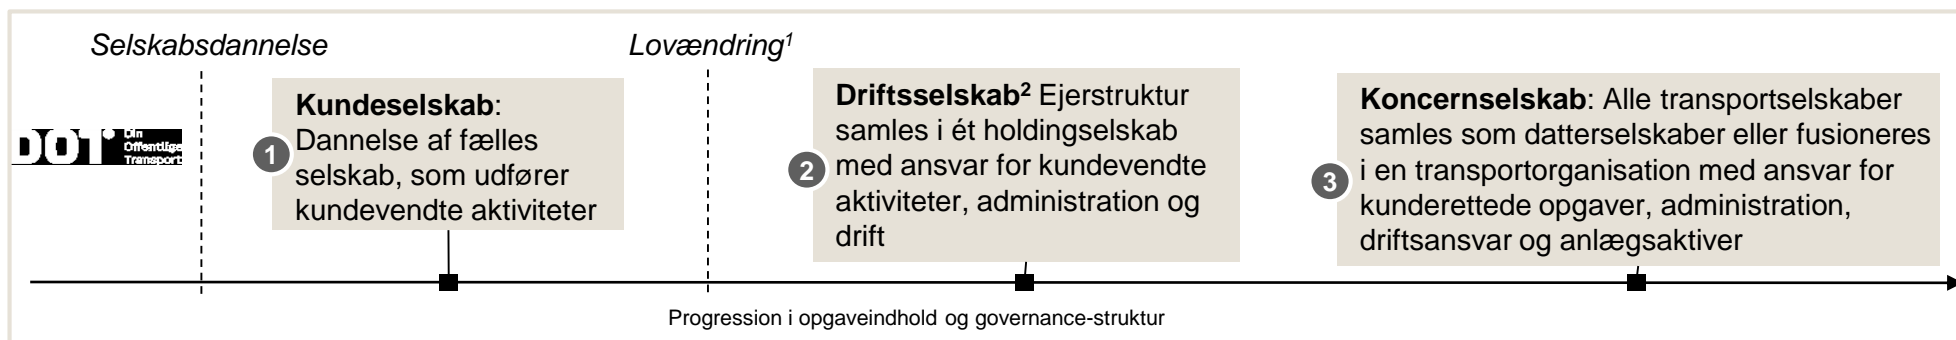 Selskabsdannelse
Lovændring¹
DOT Din
Offentlige
Transport
1
Kundeselskab:
Dannelse af fælles
selskab, som udfører
kundevendte aktiviteter
2
Driftsselskab² Ejerstruktur
samles i ét holdingselskab
med ansvar for kundevendte
aktiviteter, administration og
drift
3
Koncernselskab: Alle transportselskaber
samles som datterselskaber eller fusioneres
i en transportorganisation med ansvar for
kunderettede opgaver, administration,
driftsansvar og anlægsaktiver
Progression i opgaveindhold og governance-struktur